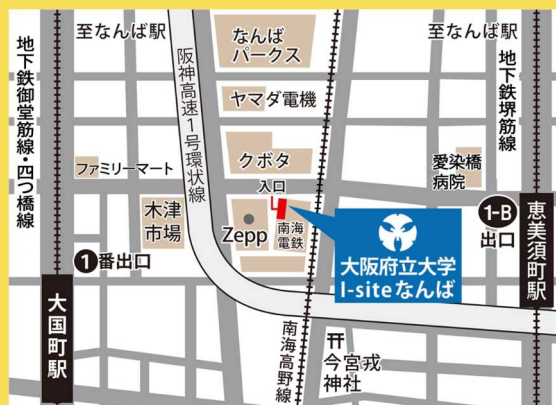 至なんば駅
なんば
パークス
至なんば駅
地下鉄御堂筋線・四つ橋線
阪神高速1号環状線
ヤマダ電機
地下鉄堺筋線
ファミリーマート
クボタ
愛染橋
病院
入口
木津
市場
Zepp
南海
電鉄
1-B
出口
恵美須町駅
1番出口
大阪府立大学
I-siteなんば
大国町駅
南海高野線
今宮戎
神社